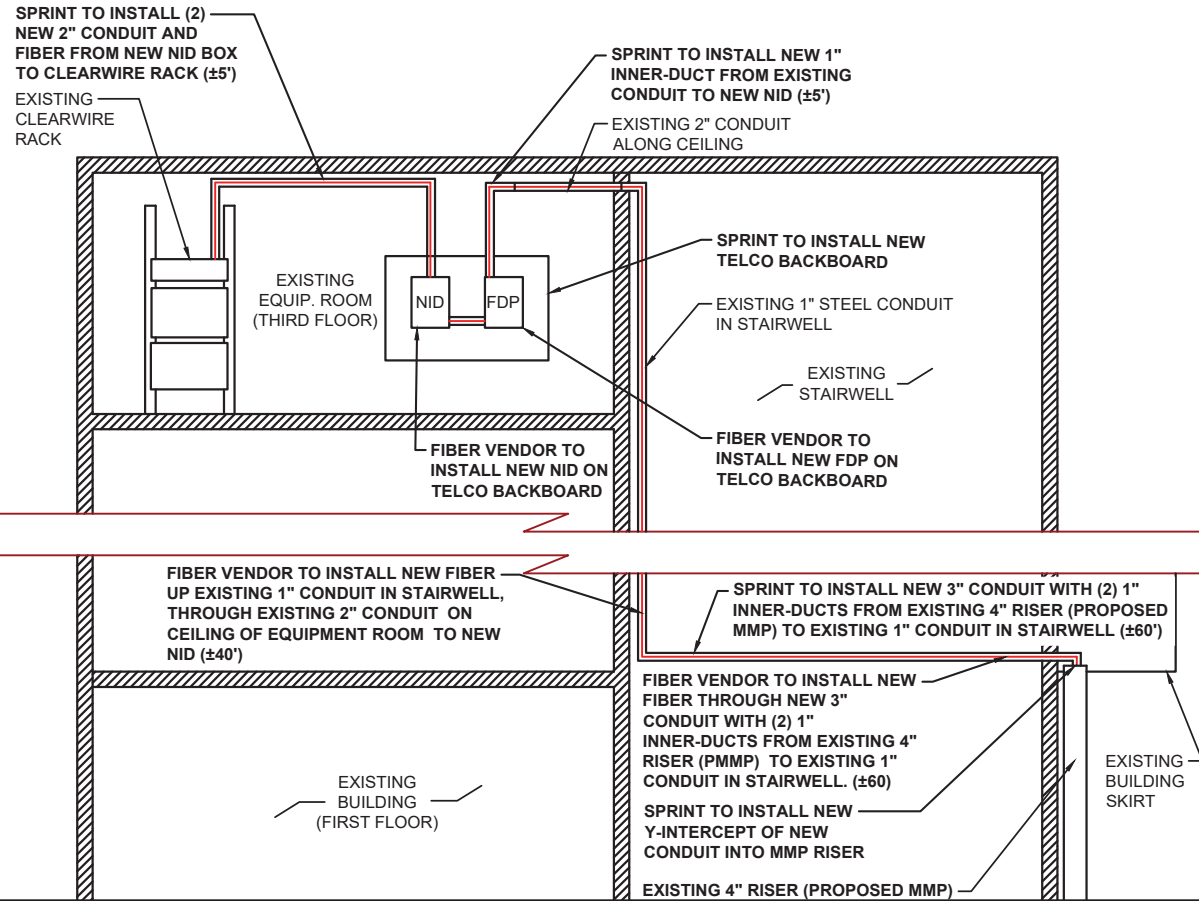 SPRINT TO INSTALL (2)
NEW 2" CONDUIT AND
FIBER FROM NEW NID BOX
TO CLEARWIRE RACK (±5')
EXISTING
CLEARWIRE
RACK
SPRINT TO INSTALL NEW 1"
INNER-DUCT FROM EXISTING
CONDUIT TO NEW NID (±5')
EXISTING 2" CONDUIT
ALONG CEILING
EXISTING
EQUIP. ROOM
(THIRD FLOOR)
NID
FDP
SPRINT TO INSTALL NEW
TELCO BACKBOARD
EXISTING 1" STEEL CONDUIT
IN STAIRWELL
EXISTING
STAIRWELL
FIBER VENDOR TO
INSTALL NEW NID ON
TELCO BACKBOARD
FIBER VENDOR TO
INSTALL NEW FDP ON
TELCO BACKBOARD
FIBER VENDOR TO INSTALL NEW FIBER
UP EXISTING 1" CONDUIT IN STAIRWELL,
THROUGH EXISTING 2" CONDUIT ON
CEILING OF EQUIPMENT ROOM TO NEW
NID (±40')
SPRINT TO INSTALL NEW 3" CONDUIT WITH (2) 1"
INNER-DUCTS FROM EXISTING 4" RISER (PROPOSED
MMP) TO EXISTING 1" CONDUIT IN STAIRWELL (±60')
FIBER VENDOR TO INSTALL NEW
FIBER THROUGH NEW 3"
CONDUIT WITH (2) 1"
INNER-DUCTS FROM EXISTING 4"
RISER (PMMP) TO EXISTING 1"
CONDUIT IN STAIRWELL. (±60)
EXISTING
BUILDING
SKIRT
EXISTING
BUILDING
(FIRST FLOOR)
SPRINT TO INSTALL NEW
Y-INTERCEPT OF NEW
CONDUIT INTO MMP RISER
EXISTING 4" RISER (PROPOSED MMP)